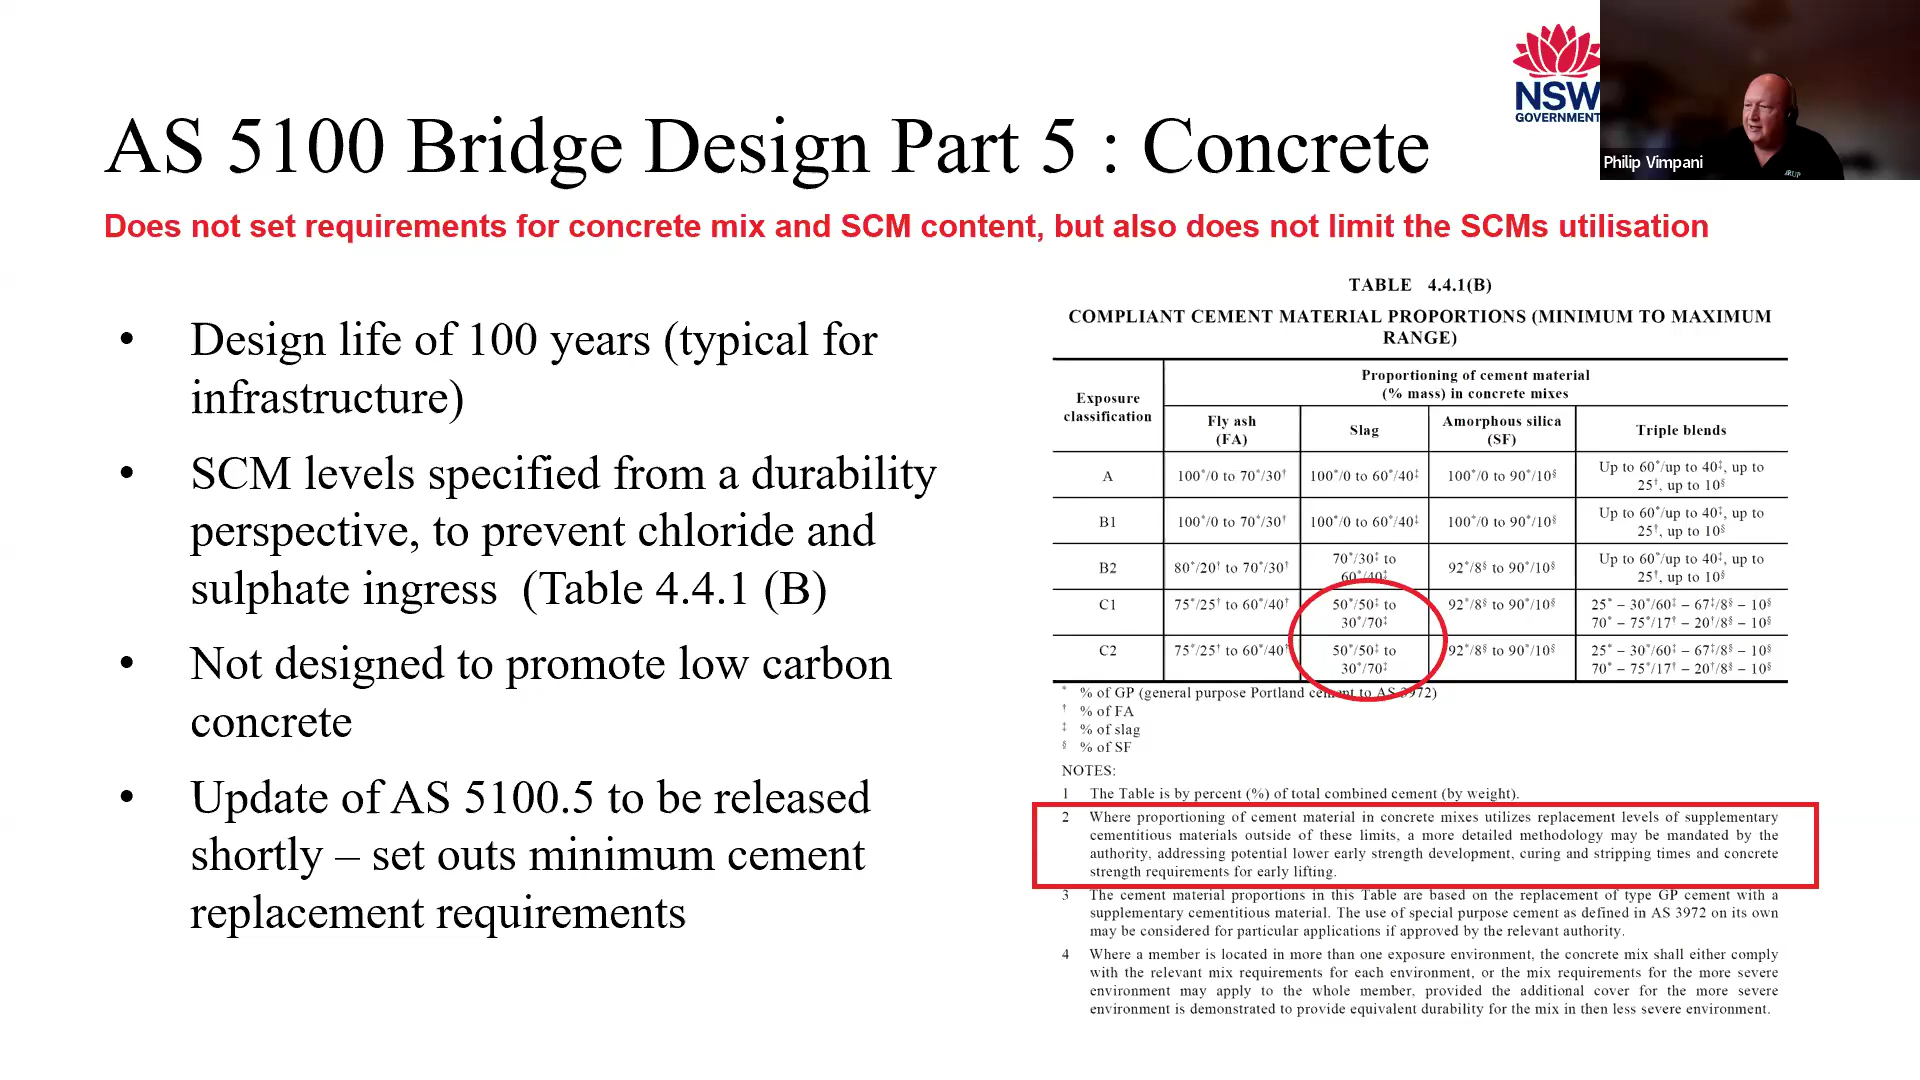 NSW
GOVERNMENT
Philip Vimpani
ARUP
AS 5100 Bridge Design Part 5 : Concrete
Does not set requirements for concrete mix and SCM content, but also does not limit the SCMs utilisation
• Design life of 100 years (typical for
infrastructure)
• SCM levels specified from a durability
perspective, to prevent chloride and
sulphate ingress (Table 4.4.1 (B)
• Not designed to promote low carbon
concrete
• Update of AS 5100.5 to be released
shortly – set outs minimum cement
replacement requirements
TABLE 4.4.1(B)
COMPLIANT CEMENT MATERIAL PROPORTIONS (MINIMUM TO MAXIMUM
RANGE)
Exposure
classification
Proportioning of cement material
(% mass) in concrete mixes
Fly ash
(FA)
Slag
Amorphous silica
(SF)
Triple blends
A 100*/0 to 70*/30† 100*/0 to 60*/40‡ 100*/0 to 90*/10§ Up to 60*/up to 40‡, up to
25†, up to 10§
B1 100*/0 to 70*/30† 100*/0 to 60*/40‡ 100*/0 to 90*/10§ Up to 60*/up to 40‡, up to
25†, up to 10§
B2 80*/20† to 70*/30† 70*/30‡ to
60*/40‡ 92*/8§ to 90*/10§ Up to 60*/up to 40‡, up to
25†, up to 10§
C1 75*/25† to 60*/40† 50*/50‡ to
30*/70‡ 92*/8§ to 90*/10§ 25* – 30*/60‡ – 67‡/8§ – 10§
70* – 75*/17† – 20†/8§ – 10§
C2 75*/25† to 60*/40† 50*/50‡ to
30*/70‡ 92*/8§ to 90*/10§ 25* – 30*/60‡ – 67‡/8§ – 10§
70* – 75*/17† – 20†/8§ – 10§
* % of GP (general purpose Portland cement to AS 3972)
† % of FA
‡ % of slag
§ % of SF
NOTES:
1 The Table is by percent (%) of total combined cement (by weight).
2 Where proportioning of cement material in concrete mixes utilizes replacement levels of supplementary
cementitious materials outside of these limits, a more detailed methodology may be mandated by the
authority, addressing potential lower early strength development, curing and stripping times and concrete
strength requirements for early lifting.
3 The cement material proportions in this Table are based on the replacement of type GP cement with a
supplementary cementitious material. The use of special purpose cement as defined in AS 3972 on its own
may be considered for particular applications if approved by the relevant authority.
4 Where a member is located in more than one exposure environment, the concrete mix shall either comply
with the relevant mix requirements for each environment, or the mix requirements for the more severe
environment may apply to the whole member, provided the additional cover for the more severe
environment is demonstrated to provide equivalent durability for the mix in then less severe environment.